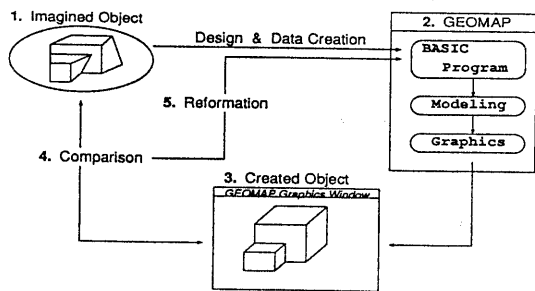 1. Imagined Object
Design & Data Creation
2. GEOMAP
BASIC
Program
Modeling
Graphics
5. Reformation
4. Comparison
3. Created Object
GEOMAP Graphics Window